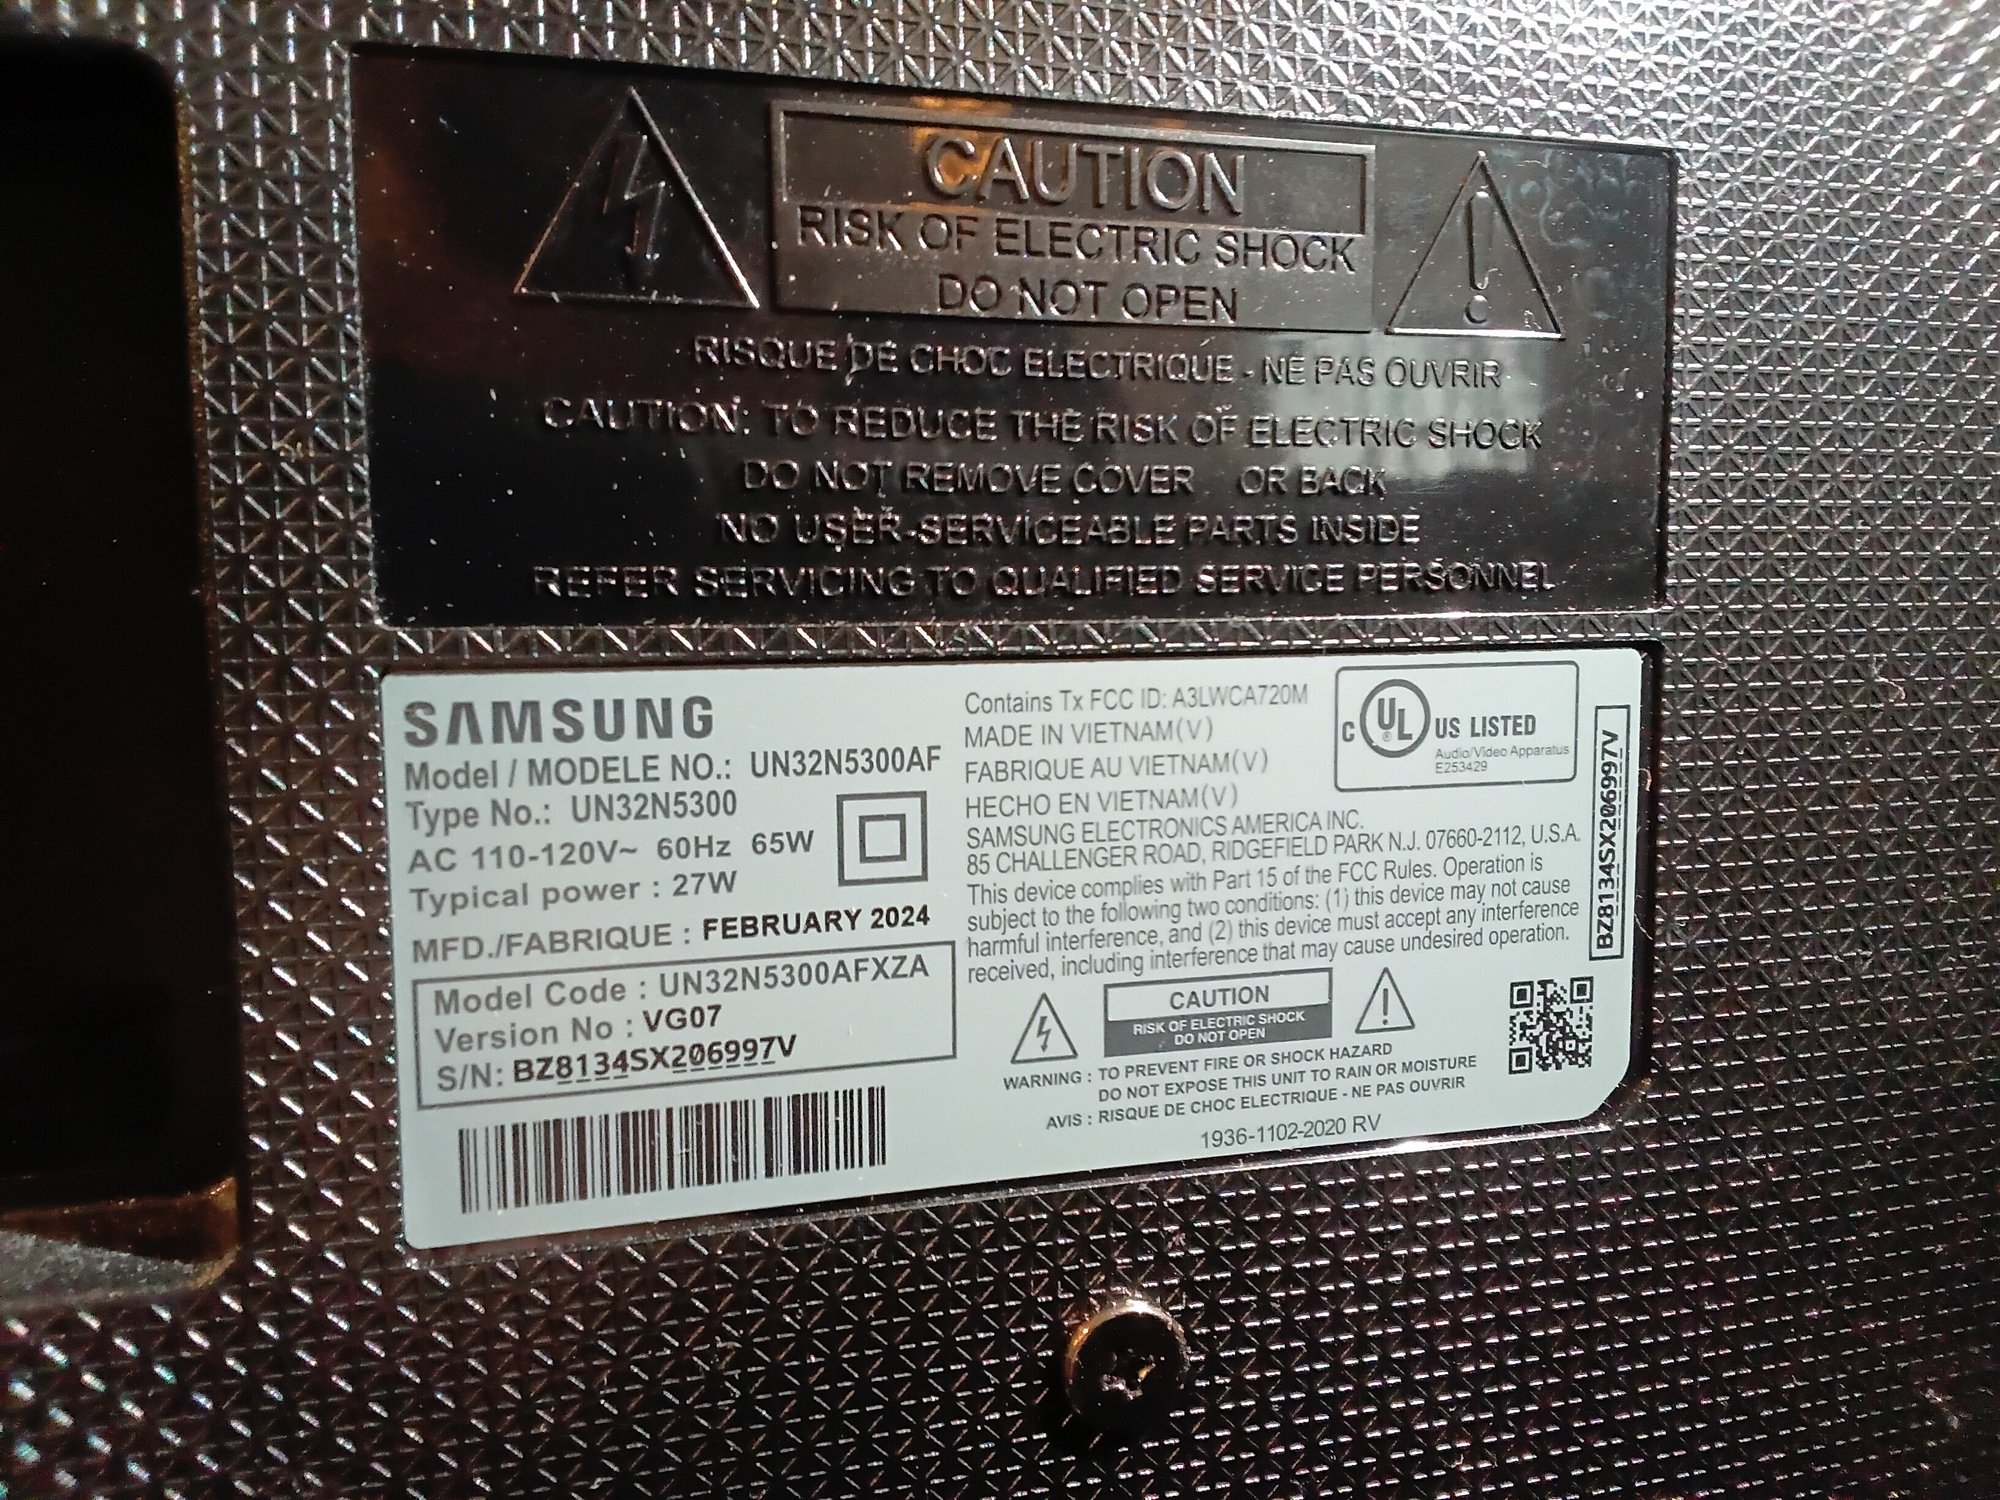 CAUTION
RISK OF ELECTRIC SHOCK
DO NOT OPEN
RISQUE DE CHOC ELECTRIQUE - NE PAS OUVRIR
CAUTION: TO REDUCE THE RISK OF ELECTRIC SHOCK
DO NOT REMOVE COVER OR BACK
NO USER-SERVICEABLE PARTS INSIDE
REFER SERVICING TO QUALIFIED SERVICE PERSONNEL
SAMSUNG
Model / MODELE NO.: UN32N5300AF
Type No.: UN32N5300
AC 110-120V~ 60Hz 65W
Typical power : 27W
MFD./FABRIQUE : FEBRUARY 2024
Model Code : UN32N5300AFXZA
Version No : VG07
S/N: BZ8134SX206997V
Contains Tx FCC ID: A3LWCA720M
MADE IN VIETNAM(V)
FABRIQUE AU VIETNAM(V)
HECHO EN VIETNAM(V)
SAMSUNG ELECTRONICS AMERICA INC.
85 CHALLENGER ROAD, RIDGEFIELD PARK N.J. 07660-2112, U.S.A.
This device complies with Part 15 of the FCC Rules. Operation is
subject to the following two conditions: (1) this device may not cause
harmful interference, and (2) this device must accept any interference
received, including interference that may cause undesired operation.
C UL ® US LISTED
Audio/Video Apparatus
E253429
BZ8134SX206997V
CAUTION
RISK OF ELECTRIC SHOCK
DO NOT OPEN
WARNING : TO PREVENT FIRE OR SHOCK HAZARD
DO NOT EXPOSE THIS UNIT TO RAIN OR MOISTURE
AVIS : RISQUE DE CHOC ELECTRIQUE - NE PAS OUVRIR
1936-1102-2020 RV